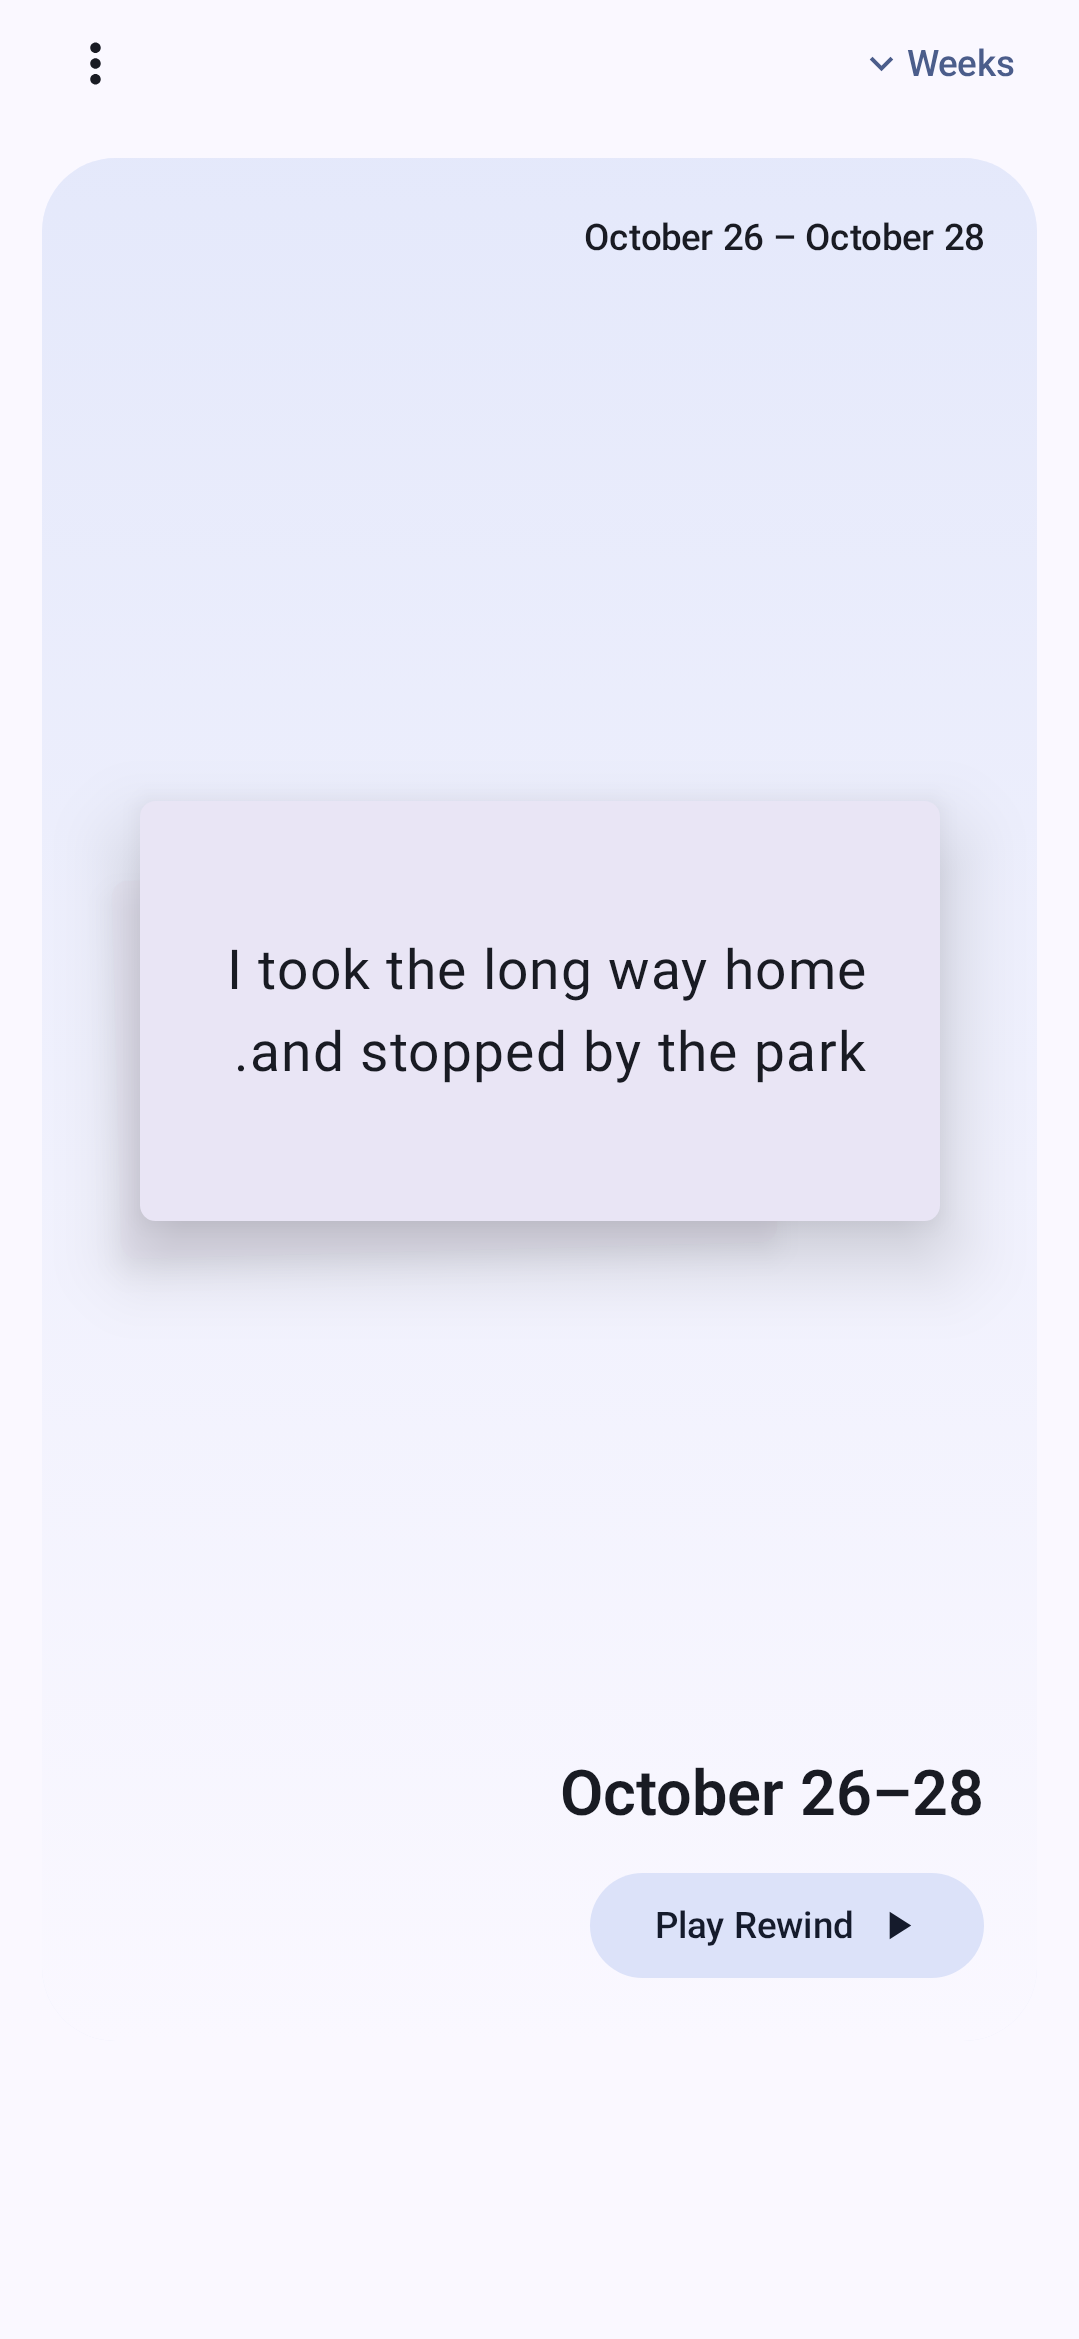 Weeks
October 26 – October 28
I took the long way home
.and stopped by the park
October 26–28
Play Rewind